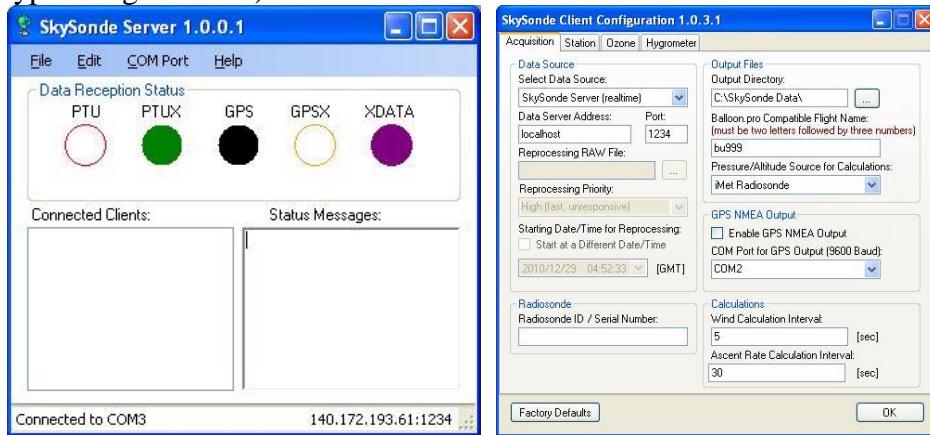 SkySonde Server 1.0.0.1
File Edit COM Port Help
Data Reception Status
PTU PTUX GPS GPSX XDATA
Connected Clients: Status Messages:
Connected to COM3 140.172.193.61:1234
SkySonde Client Configuration 1.0.3.1
Acquisition Station Ozone Hygrometer
Data Source
Select Data Source:
SkySonde Server (realtime)
Data Server Address: Port:
localhost 1234
Reprocessing RAW File:
...
Reprocessing Priority:
High (fast, unresponsive)
Starting Date/Time for Reprocessing:
Start at a Different Date/Time
2010/12/29 04:52:33 [GMT]
Radiosonde
Radiosonde ID / Serial Number:
Output Files
Output Directory:
C:\SkySonde Data\ ...
Balloon.pro Compatible Flight Name:
(must be two letters followed by three numbers)
bu999
Pressure/Altitude Source for Calculations:
iMet Radiosonde
GPS NMEA Output
Enable GPS NMEA Output
COM Port for GPS Output (9600 Baud):
COM2
Calculations
Wind Calculation Interval:
5 [sec]
Ascent Rate Calculation Interval:
30 [sec]
Factory Defaults OK